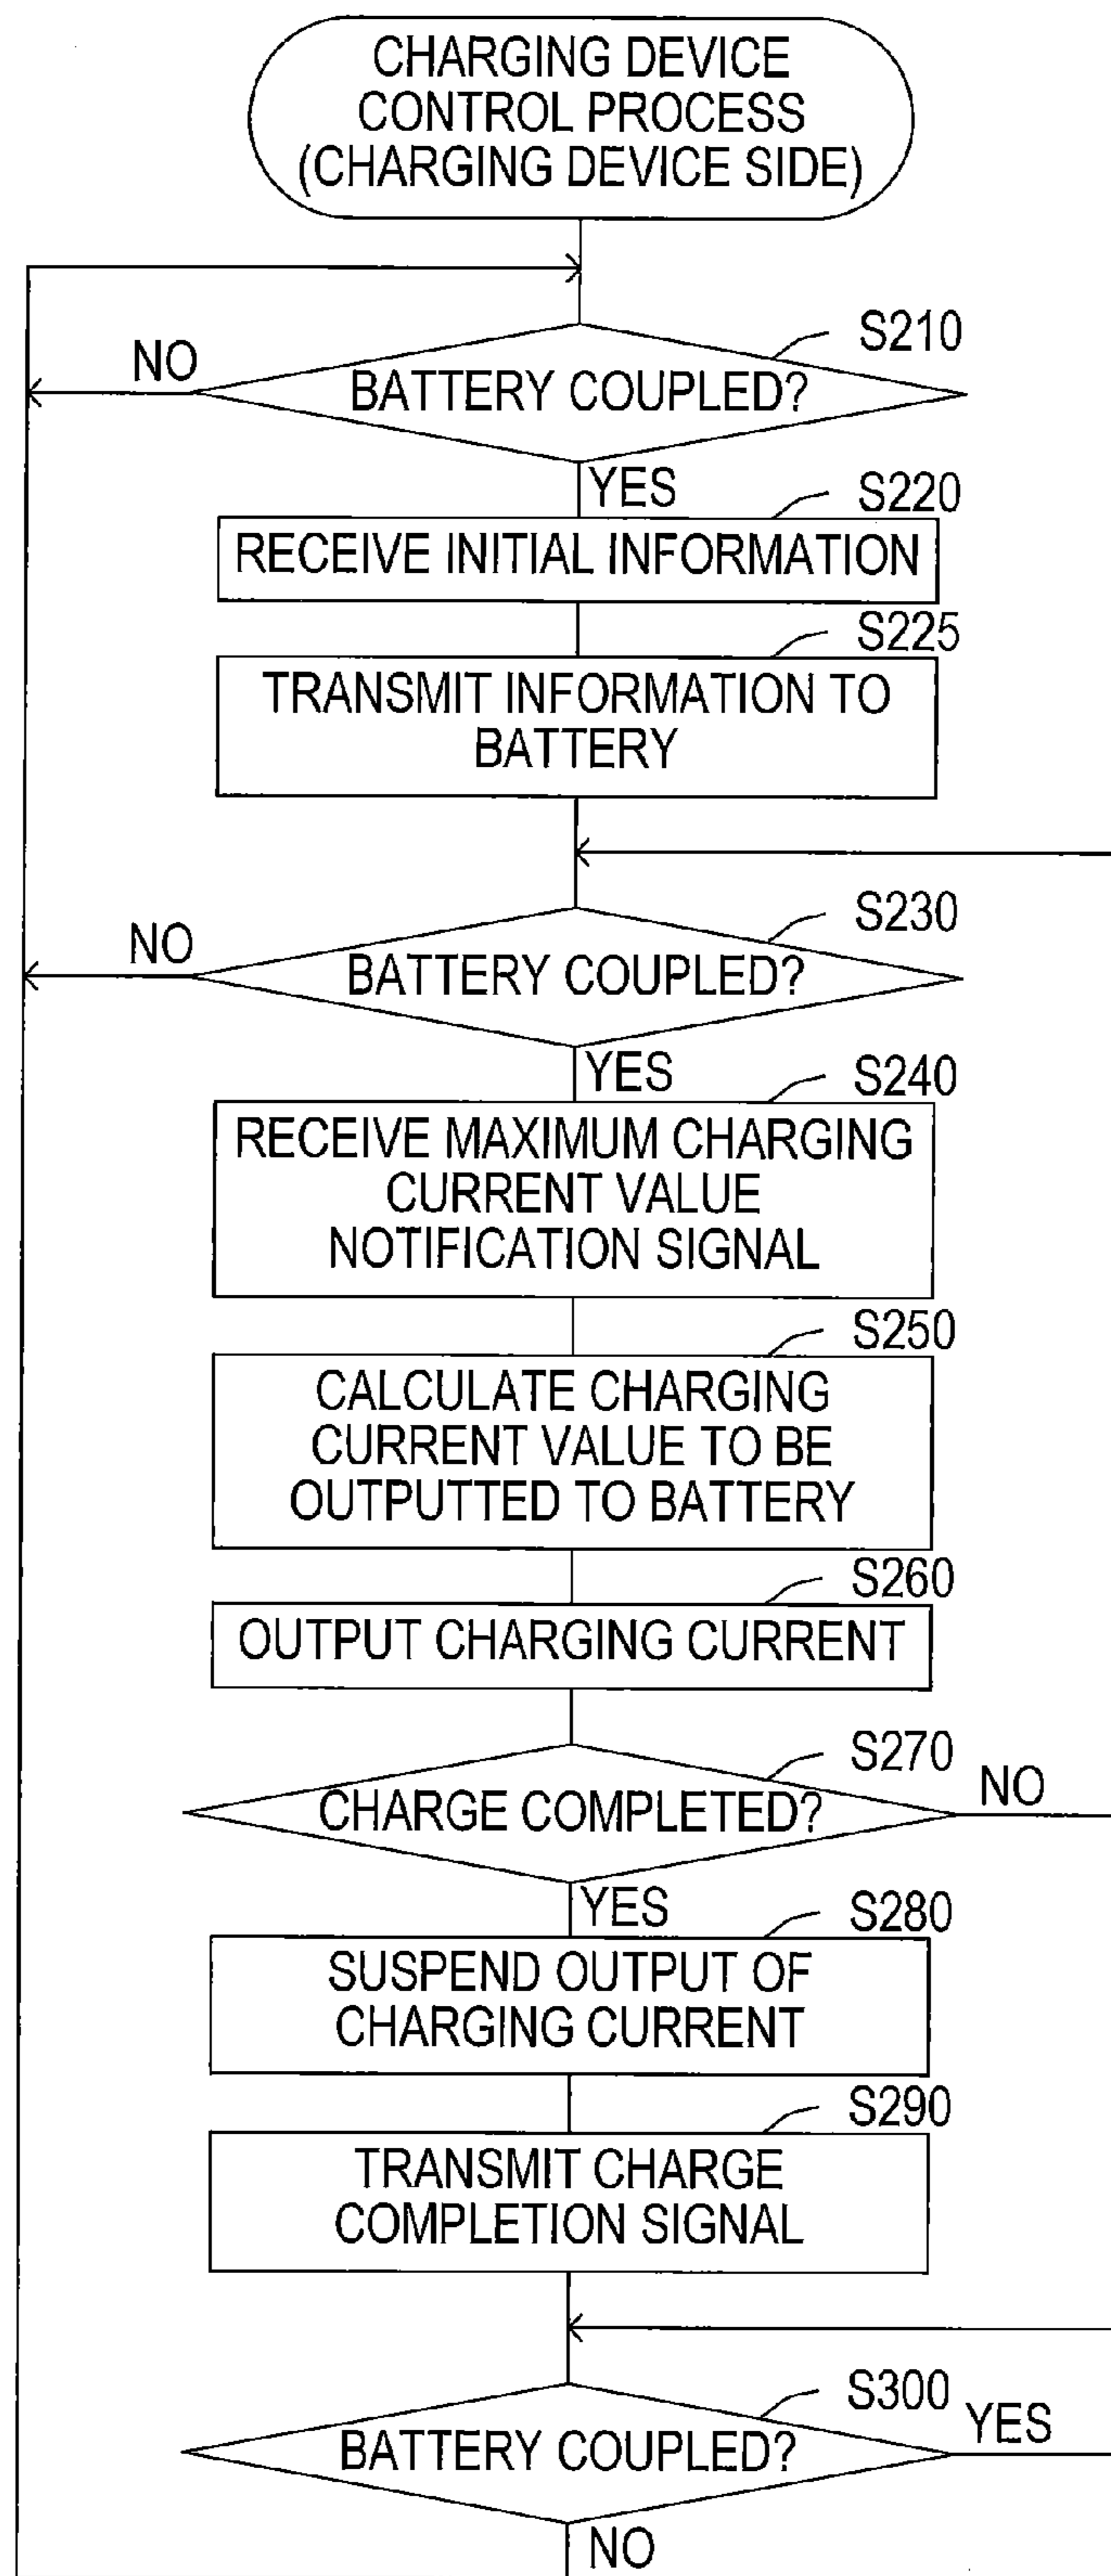 CHARGING DEVICE
CONTROL PROCESS
(CHARGING DEVICE SIDE)
S210
NO
BATTERY COUPLED?
YES
S220
RECEIVE INITIAL INFORMATION
S225
TRANSMIT INFORMATION TO
BATTERY
S230
NO
BATTERY COUPLED?
YES
S240
RECEIVE MAXIMUM CHARGING
CURRENT VALUE
NOTIFICATION SIGNAL
S250
CALCULATE CHARGING
CURRENT VALUE TO BE
OUTPUTTED TO BATTERY
S260
OUTPUT CHARGING CURRENT
S270
NO
CHARGE COMPLETED?
YES
S280
SUSPEND OUTPUT OF
CHARGING CURRENT
S290
TRANSMIT CHARGE
COMPLETION SIGNAL
S300
YES
BATTERY COUPLED?
NO